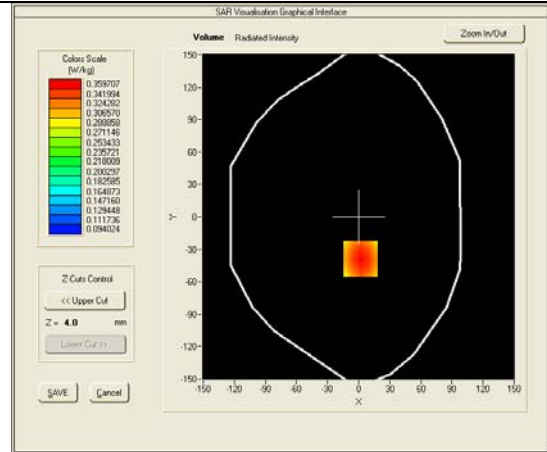 SAR Visualisation Graphical Interface
Volume Radiated Intensity
Zoom In/Out
Colors Scale
(W/kg)
0.359707
0.341994
0.324282
0.306570
0.288858
0.271146
0.253433
0.235721
0.218009
0.200297
0.182585
0.164873
0.147160
0.129448
0.111736
0.094024
Z-Cuts Control
<< Upper Cut
Z = 4.0 mm
Lower Cut >>
SAVE Cancel
150-
120-
90-
60-
30-
0-
-30-
-60-
-90-
-120-
-150-
Y
-150 -120 -90 -60 -30 0 30 60 90 120 150
X